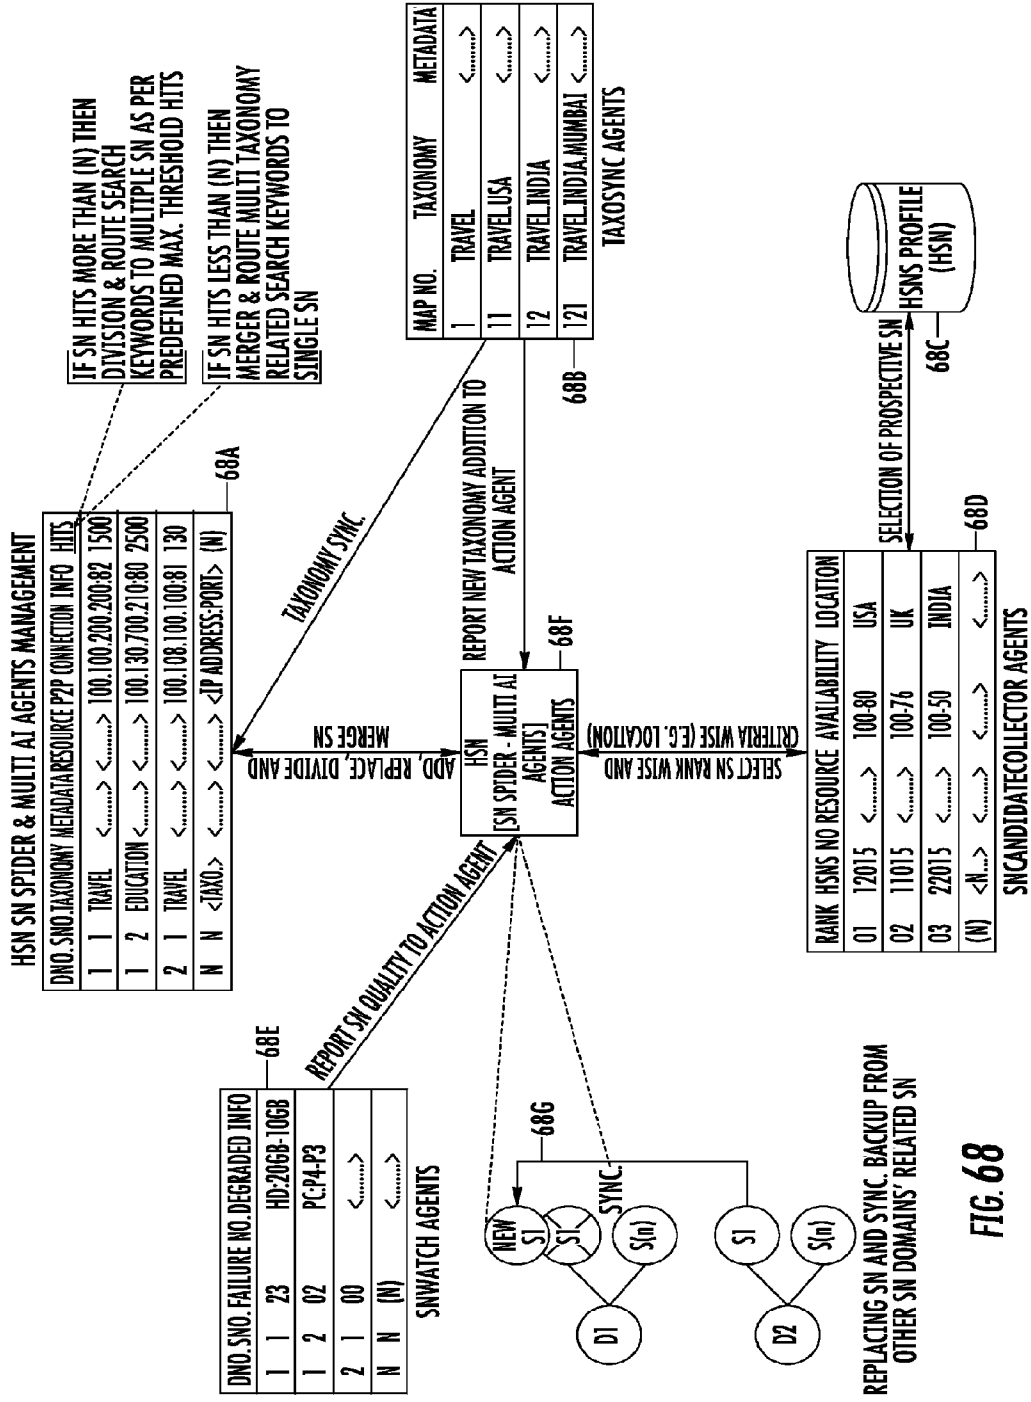 HSN SN SPIDER & MULTI AI AGENTS MANAGEMENT
DNO. SNO. TAXONOMY METADATA RESOURCE P2P CONNECTION INFO HITS
1 1 TRAVEL <......> 100.100.200.200:82 1500
1 2 EDUCATION <......> 100.130.700.210:80 2500
2 1 TRAVEL <......> 100.108.100.100:81 130
N N <TAXO.> <......> <......> <IP ADDRESS:PORT> (N)
68A
IF SN HITS MORE THAN (N) THEN
DIVISION & ROUTE SEARCH
KEYWORDS TO MULTIPLE SN AS PER
PREDEFINED MAX. THRESHOLD HITS
IF SN HITS LESS THAN (N) THEN
MERGER & ROUTE MULTI TAXONOMY
RELATED SEARCH KEYWORDS TO
SINGLE SN
DNO. SNO. FAILURE NO. DEGRADED INFO
1 1 23 HD:20GB-10GB
1 2 02 PC:P4-P3
2 1 00 <......>
N N (N) <......>
68E
SNWATCH AGENTS
REPORT SN QUALITY TO ACTION AGENT
ADD, REPLACE, DIVIDE AND
MERGE SN
TAXONOMY SYNC.
HSN
[SN SPIDER - MULTI AI
AGENTS]
ACTION AGENTS
68F
REPORT NEW TAXONOMY ADDITION TO
ACTION AGENT
MAP NO. TAXONOMY METADATA
1 TRAVEL <......>
11 TRAVEL.USA <......>
12 TRAVEL.INDIA <......>
121 TRAVEL.INDIA.MUMBAI <......>
68B
TAXOSYNC AGENTS
SELECT SN RANK WISE AND
CRITERIA WISE (E.G. LOCATION)
NEW
S1
S1
S(n)
D1
SYNC.
68G
S1
S(n)
D2
REPLACING SN AND SYNC. BACKUP FROM
OTHER SN DOMAINS' RELATED SN
RANK HSNS NO RESOURCE AVAILABILITY LOCATION
01 12015 <......> 100-80 USA
02 11015 <......> 100-76 UK
03 22015 <......> 100-50 INDIA
(N) <N...> <......> <......> <......>
68D
SNCANDIDATECOLLECTOR AGENTS
SELECTION OF PROSPECTIVE SN
HSNS PROFILE
(HSN)
68C
FIG. 68